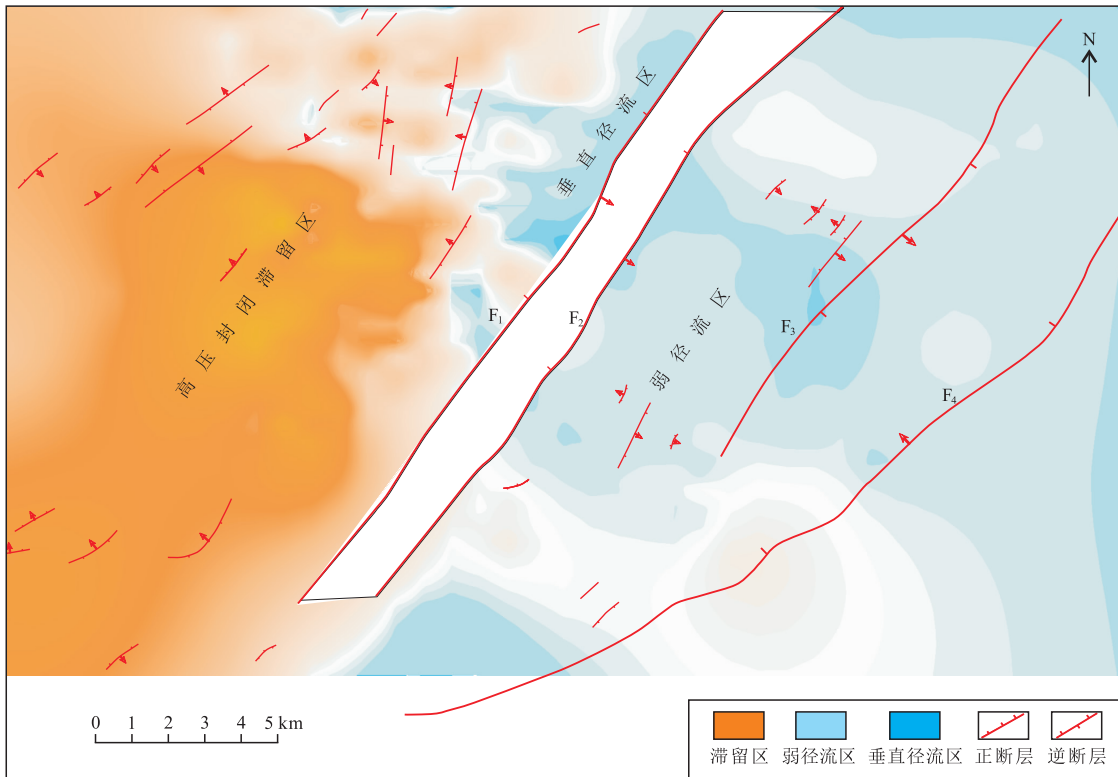 N
垂直径流区
高压封闭滞留区
F1
F2
弱径流区
F3
F4
0 1 2 3 4 5 km
滞留区 弱径流区 垂直径流区 正断层 逆断层